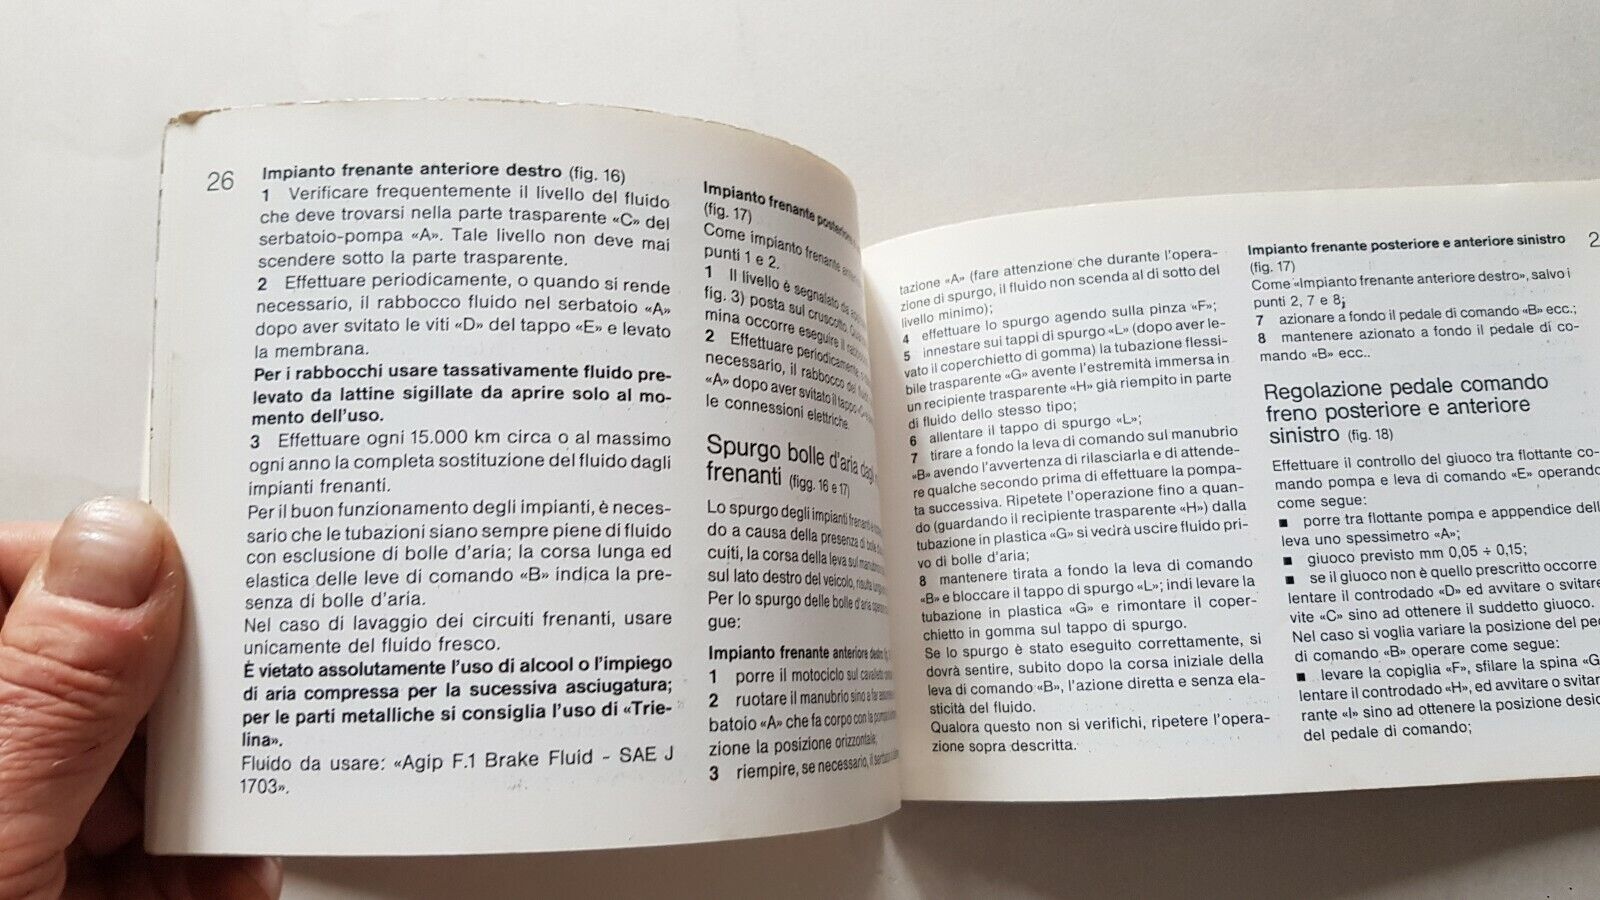 26
Impianto frenante anteriore destro (fig. 16)
1 Verificare frequentemente il livello del fluido
che deve trovarsi nella parte trasparente «C» del
serbatoio-pompa «A». Tale livello non deve mai
scendere sotto la parte trasparente.
2 Effettuare periodicamente, o quando si rende
necessario, il rabbocco fluido nel serbatoio «A»
dopo aver svitato le viti «D» del tappo «E» e levato
la membrana.
Per i rabbocchi usare tassativamente fluido pre-
levato da lattine sigillate da aprire solo al mo-
mento dell'uso.
3 Effettuare ogni 15.000 km circa o al massimo
ogni anno la completa sostituzione del fluido dagli
impianti frenanti.
Per il buon funzionamento degli impianti, è neces-
sario che le tubazioni siano sempre piene di fluido
con esclusione di bolle d'aria; la corsa lunga ed
elastica delle leve di comando «B» indica la pre-
senza di bolle d'aria.
Nel caso di lavaggio dei circuiti frenanti, usare
unicamente del fluido fresco.
È vietato assolutamente l'uso di alcool o l'impiego
di aria compressa per la sucessiva asciugatura;
per le parti metalliche si consiglia l'uso di «Trie-
lina».
Fluido da usare: «Agip F.1 Brake Fluid - SAE J
1703».
Impianto frenante posteriore
(fig. 17)
Come impianto frenante
punti 1 e 2.
1 Il livello è segnalato da
fig. 3) posta sul cruscotto.
mina occorre eseguire il
2 Effettuare periodicamente
necessario, il rabbocco del
«A» dopo aver svitato il tappo
le connessioni elettriche.
Spurgo bolle d'aria dagli
frenanti (figg. 16 e 17)
Lo spurgo degli impianti frenanti è
do a causa della presenza di bolle
cuiti, la corsa della leva sul
sul lato destro del veicolo, risulta
Per lo spurgo delle bolle d'aria
gue:
Impianto frenante anteriore destro
1 porre il motociclo sul cavalletto
2 ruotare il manubrio sino a far
batoio «A» che fa corpo con la pompa
zione la posizione orizzontale;
3 riempire, se necessario, il
tazione «A» (fare attenzione che durante l'opera-
zione di spurgo, il fluido non scenda al di sotto del
livello minimo);
4 effettuare lo spurgo agendo sulla pinza «F»;
5 innestare sui tappi di spurgo «L» (dopo aver le-
vato il coperchietto di gomma) la tubazione flessi-
bile trasparente «G» avente l'estremità immersa in
un recipiente trasparente «H» già riempito in parte
di fluido dello stesso tipo;
6 allentare il tappo di spurgo «L»;
7 tirare a fondo la leva di comando sul manubrio
«B» avendo l'avvertenza di rilasciarla e di attende-
re qualche secondo prima di effettuare la pompa-
ta successiva. Ripetete l'operazione fino a quan-
do (guardando il recipiente trasparente «H») dalla
tubazione in plastica «G» si vedrà uscire fluido pri-
vo di bolle d'aria;
8 mantenere tirata a fondo la leva di comando
«B» e bloccare il tappo di spurgo «L»; indi levare la
tubazione in plastica «G» e rimontare il coper-
chietto in gomma sul tappo di spurgo.
Se lo spurgo è stato eseguito correttamente, si
dovrà sentire, subito dopo la corsa iniziale della
leva di comando «B», l'azione diretta e senza ela-
sticità del fluido.
Qualora questo non si verifichi, ripetere l'opera-
zione sopra descritta.
Impianto frenante posteriore e anteriore sinistro
(fig. 17)
Come «Impianto frenante anteriore destro», salvo i
punti 2, 7 e 8;
7 azionare a fondo il pedale di comando «B» ecc.;
8 mantenere azionato a fondo il pedale di co-
mando «B» ecc..
Regolazione pedale comando
freno posteriore e anteriore
sinistro (fig. 18)
Effettuare il controllo del giuoco tra flottante co-
mando pompa e leva di comando «E» operando
come segue:
■ porre tra flottante pompa e apppendice dell
leva uno spessimetro «A»;
■ giuoco previsto mm 0,05 ÷ 0,15;
■ se il giuoco non è quello prescritto occorre
lentare il controdado «D» ed avvitare o svitare
vite «C» sino ad ottenere il suddetto giuoco.
Nel caso si voglia variare la posizione del ped
di comando «B» operare come segue:
■ levare la copiglia «F», sfilare la spina «G
lentare il controdado «H», ed avvitare o svitar
rante «I» sino ad ottenere la posizione desid
del pedale di comando;